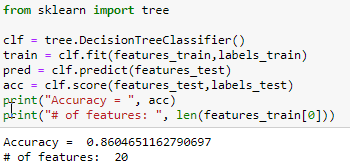 from sklearn import tree
clf = tree.DecisionTreeClassifier()
train = clf.fit(features_train,labels_train)
pred = clf.predict(features_test)
acc = clf.score(features_test,labels_test)
print("Accuracy = ", acc)
print("# of features: ", len(features_train[0]))
Accuracy =  0.8604651162790697
# of features:  20